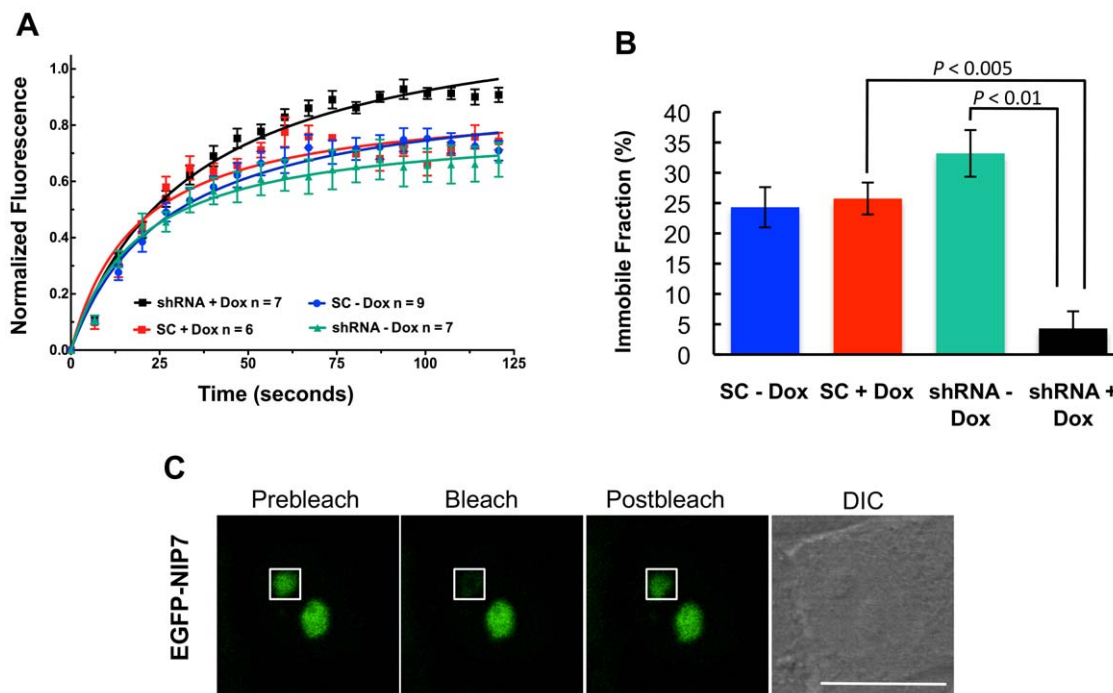 A
Normalized Fluorescence
1.0
0.8
0.6
0.4
0.2
0.0
shRNA + Dox n = 7
SC - Dox n = 9
SC + Dox n = 6
shRNA - Dox n = 7
0
25
50
75
100
125
Time (seconds)
B
P < 0.005
P < 0.01
Immobile Fraction (%)
40
35
30
25
20
15
10
5
0
SC - Dox
SC + Dox
shRNA -
Dox
shRNA +
Dox
C
Prebleach
Bleach
Postbleach
DIC
EGFP-NIP7